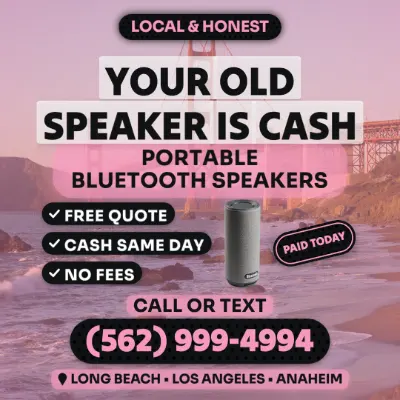 LOCAL & HONEST
YOUR OLD
SPEAKER IS CASH
PORTABLE
BLUETOOTH SPEAKERS
✓ FREE QUOTE
✓ CASH SAME DAY
✓ NO FEES
PAID TODAY
CALL OR TEXT
(562) 999-4994
LONG BEACH • LOS ANGELES • ANAHEIM